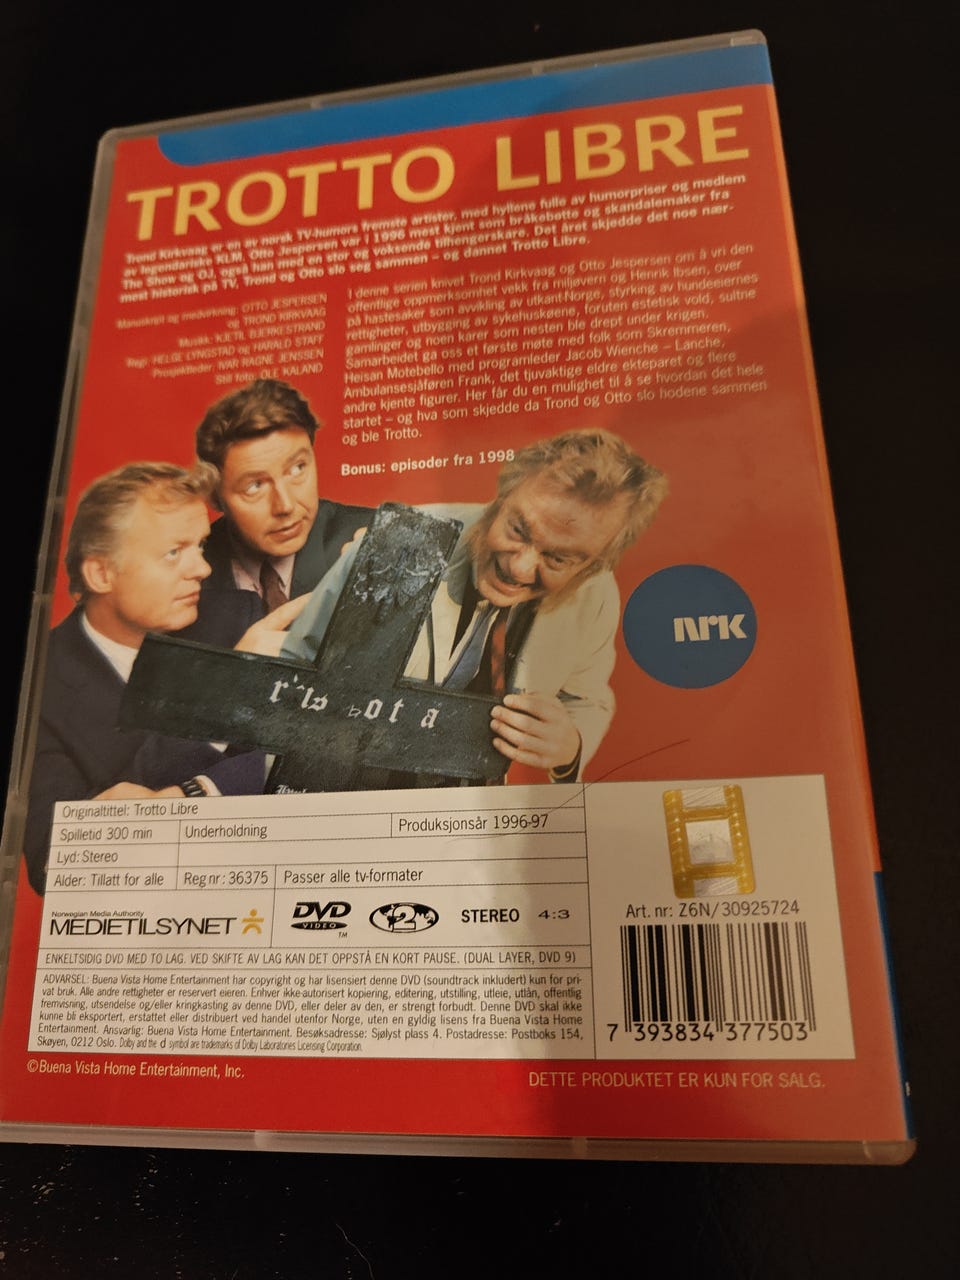 TROTTO LIBRE
Trond Kirkvaag er en av norsk TV-humors fremste artister, med hyllene fulle av humorpriser og medlem
av legendariske KLM. Otto Jespersen var i 1996 mest kjent som bråkebøtte og skandalemaker fra
The Show og OJ, også han med en stor og voksende tilhengerskare. Det året skjedde det noe nær-
mest historisk på TV, Trond og Otto slo seg sammen – og dannet Trotto Libre.
Manuskript og medvirkning: OTTO JESPERSEN
og TROND KIRKVAAG
Musikk: KJETIL BJERKESTRAND
Regi: HELGE LYNGSTAD og HARALD STAFF
Prosjektleder: IVAR RAGNE JENSSEN
Still foto: OLE KALAND
I denne serien knivet Trond Kirkvaag og Otto Jespersen om å vri den
offentlige oppmerksomhet vekk fra miljøvern og Henrik Ibsen, over
på hastesaker som avvikling av utkant-Norge, styrking av hundeeiernes
rettigheter, utbygging av sykehuskøene, foruten estetisk vold, sultne
gamlinger og noen karer som nesten ble drept under krigen.
Samarbeidet ga oss et første møte med folk som Skremmeren,
Heisan Motebello med programleder Jacob Wienche – Lanche,
Ambulansesjåføren Frank, det tjuvaktige eldre ekteparet og flere
andre kjente figurer. Her får du en mulighet til å se hvordan det hele
startet – og hva som skjedde da Trond og Otto slo hodene sammen
og ble Trotto.
Bonus: episoder fra 1998
NRK
Originaltittel: Trotto Libre
Spilletid 300 min Underholdning Produksjonsår 1996-97
Lyd: Stereo
Alder: Tillatt for alle Reg nr: 36375 Passer alle tv-formater
Norwegian Media Authority
MEDIETILSYNET
DVD VIDEO TM 2 STEREO 4:3
ENKELTSIDIG DVD MED TO LAG. VED SKIFTE AV LAG KAN DET OPPSTÅ EN KORT PAUSE. (DUAL LAYER, DVD 9)
ADVARSEL: Buena Vista Home Entertainment har copyright og har lisensiert denne DVD (soundtrack inkludert) kun for pri-
vat bruk. Alle andre rettigheter er reservert eieren. Enhver ikke-autorisert kopiering, editering, utstilling, utleie, utlån, offentlig
fremvisning, utsendelse og/eller kringkasting av denne DVD, eller deler av den, er strengt forbudt. Denne DVD skal ikke
kunne bli eksportert, erstattet eller distribuert ved handel utenfor Norge, uten en gyldig lisens fra Buena Vista Home
Entertainment. Ansvarlig: Buena Vista Home Entertainment. Besøksadresse: Sjølyst plass 4. Postadresse: Postboks 154,
Skøyen, 0212 Oslo. Dolby and the d symbol are trademarks of Dolby Laboratories Licensing Corporation.
Art. nr: Z6N/30925724
7 393834 377503
©Buena Vista Home Entertainment, Inc.
DETTE PRODUKTET ER KUN FOR SALG.